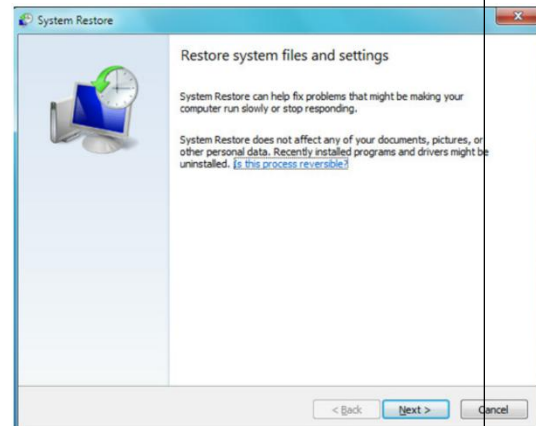 System Restore
Restore system files and settings
System Restore can help fix problems that might be making your
computer run slowly or stop responding.
System Restore does not affect any of your documents, pictures, or
other personal data. Recently installed programs and drivers might be
uninstalled. Is this process reversible?
< Back Next > Cancel